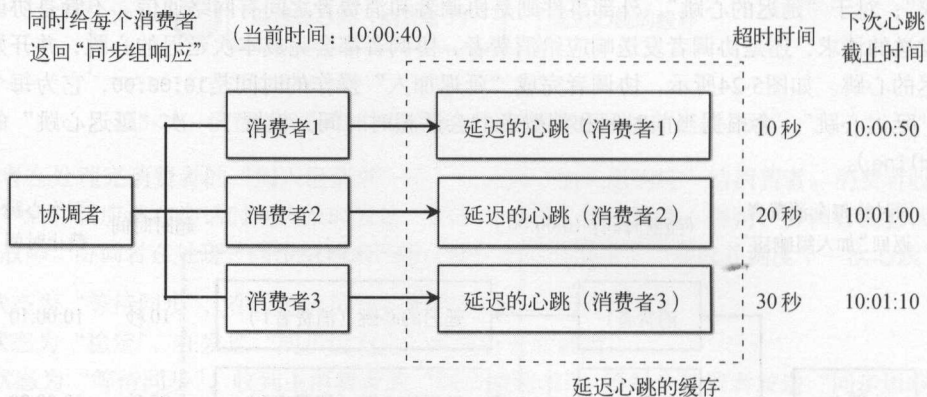 同时给每个消费者
返回“同步组响应”
(当前时间：10:00:40)
超时时间
下次心跳
截止时间
消费者1
延迟的心跳（消费者1）
10秒
10:00:50
协调者
消费者2
延迟的心跳（消费者2）
20秒
10:01:00
消费者3
延迟的心跳（消费者3）
30秒
10:01:10
延迟心跳的缓存